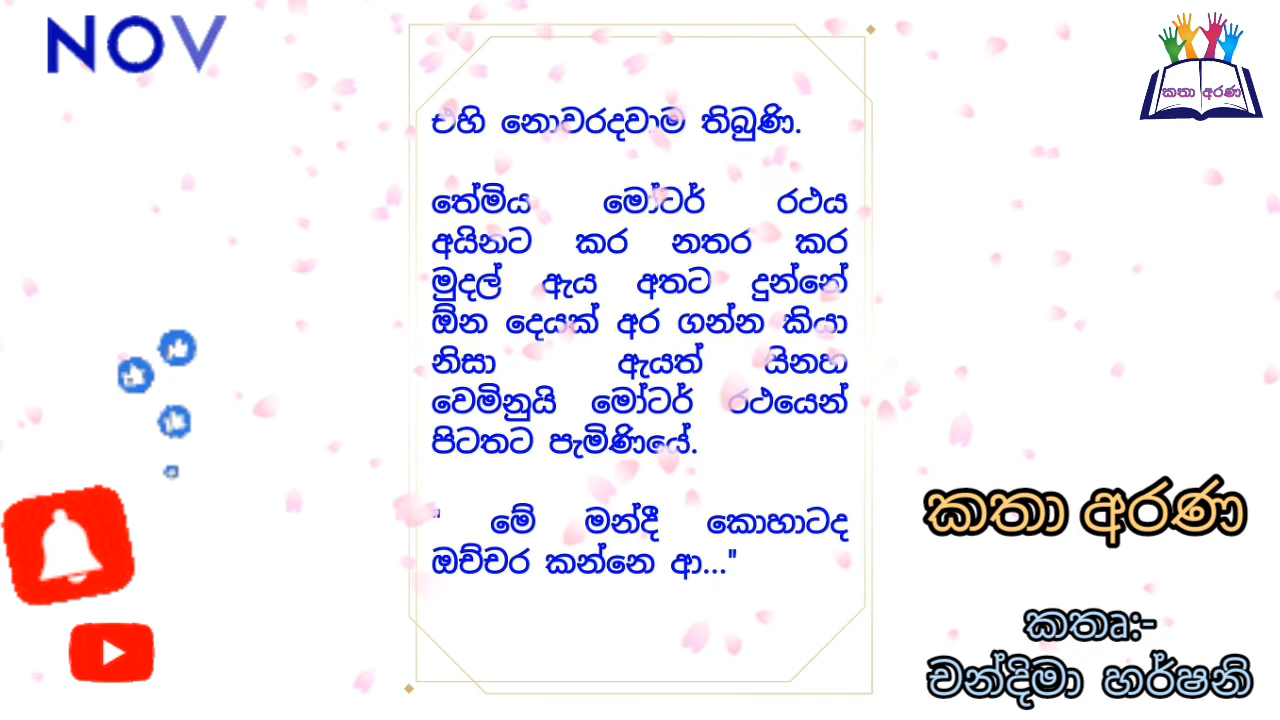 NOV
කතා අරණ
එහි නොවරදවාම තිබුණි.
තේමිය මෝටර් රථය
අයිනට කර නතර කර
මුදල් ඇය අතට දුන්නේ
ඕන දෙයක් අර ගන්න කියා
නිසා ඇයත් සිනහ
වෙමිනුයි මෝටර් රථයෙන්
පිටතට පැමිණියේ.
" මේ මන්දී කොහාටද
ඔච්චර කන්නෙ ආ..."
කතා අරණ
කතෘ:-
චන්දිමා හර්ෂනි